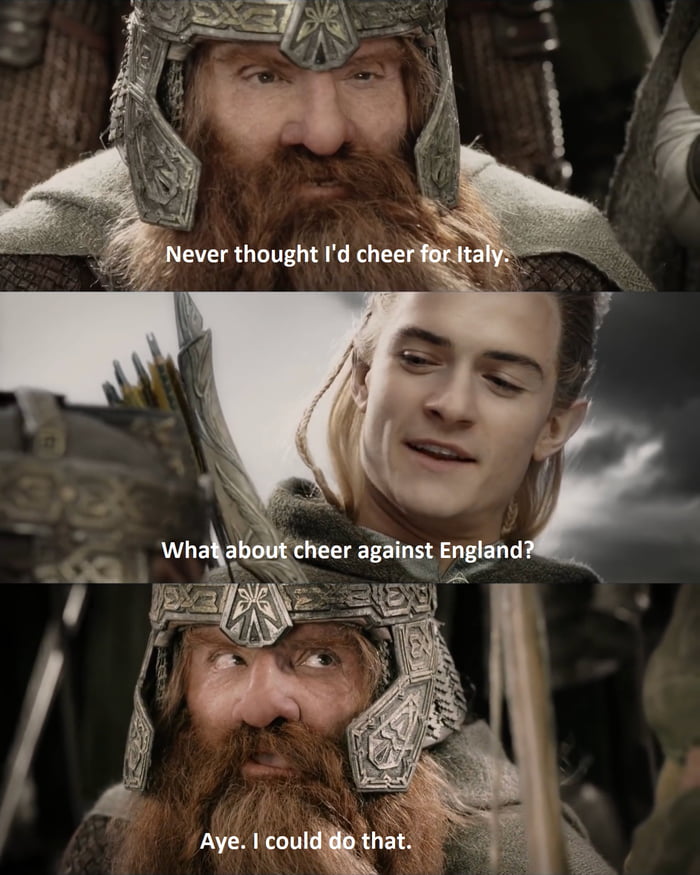 Never thought I'd cheer for Italy.
What about cheer against England?
Aye. I could do that.